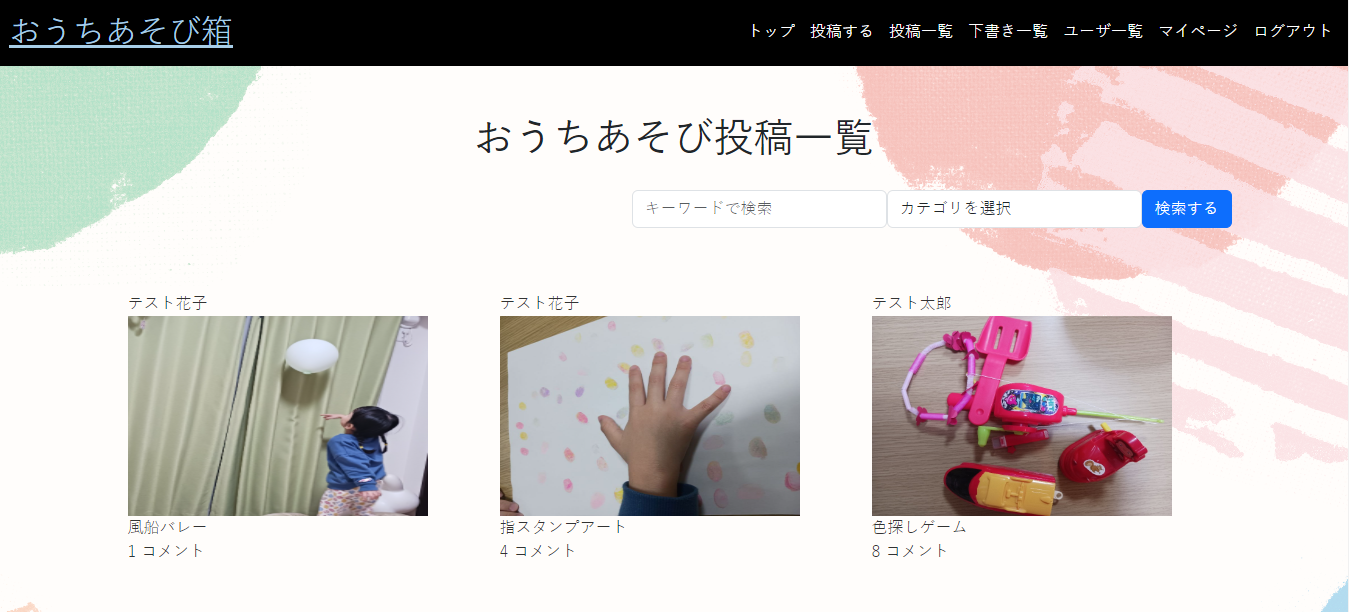 おうちあそび箱
トップ 投稿する 投稿一覧 下書き一覧 ユーザ一覧 マイページ ログアウト
おうちあそび投稿一覧
キーワードで検索 カテゴリを選択 検索する
テスト花子 テスト花子 テスト太郎
風船バレー 指スタンプアート 色探しゲーム
1 コメント 4 コメント 8 コメント